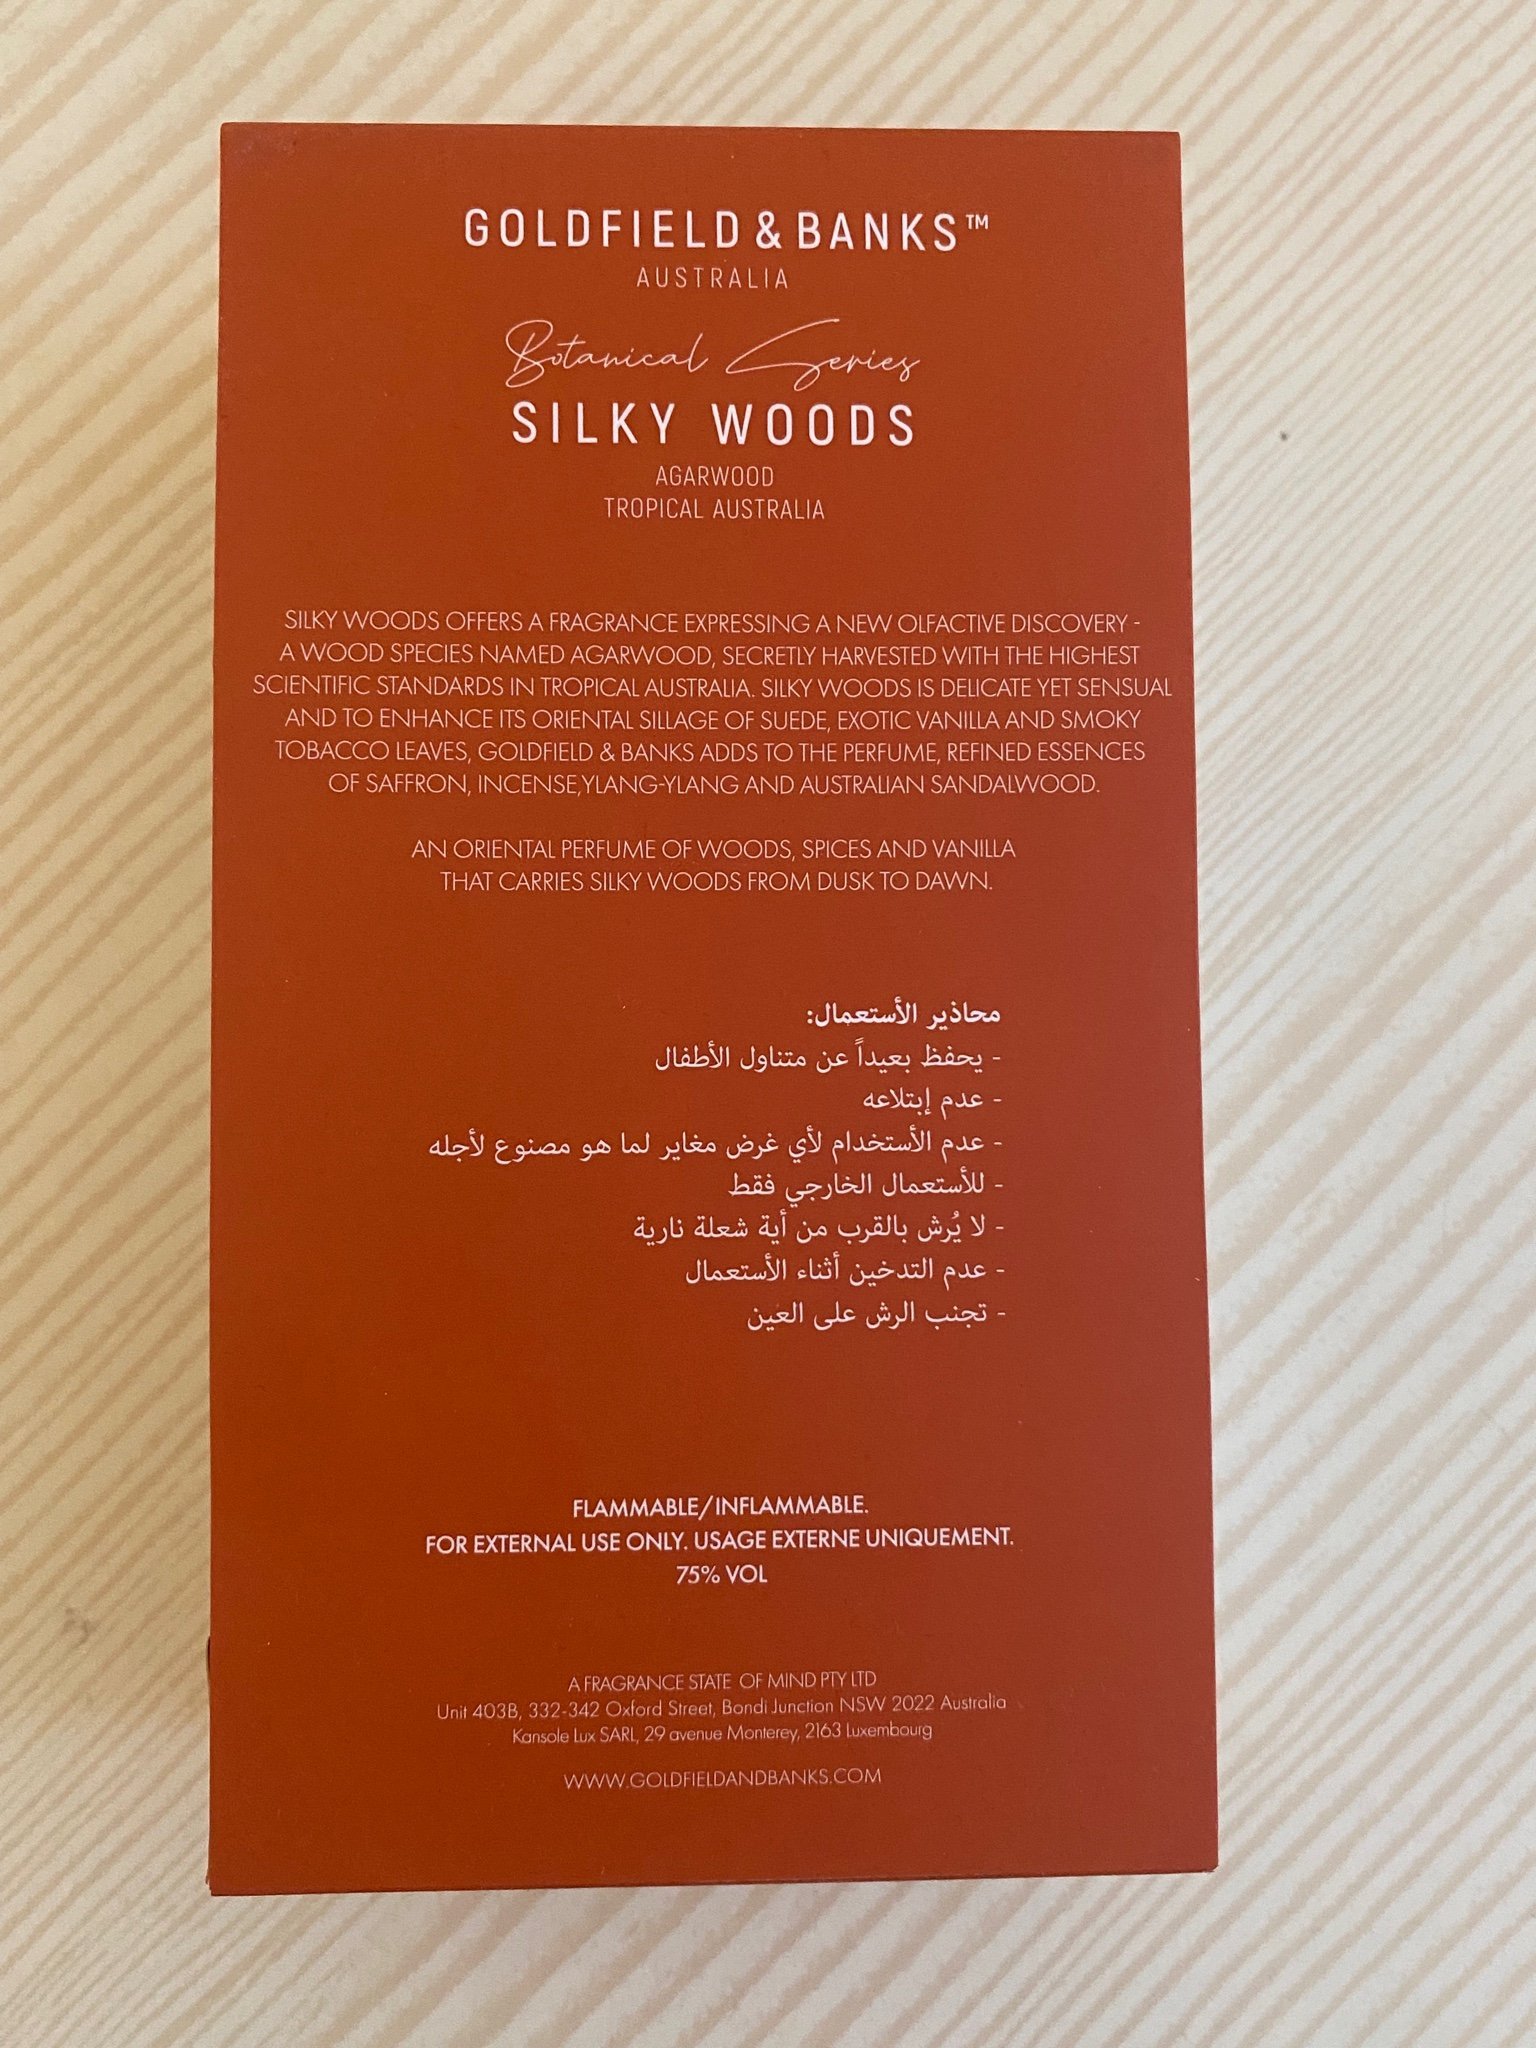 GOLDFIELD & BANKS™
AUSTRALIA
Botanical Series
SILKY WOODS
AGARWOOD
TROPICAL AUSTRALIA
SILKY WOODS OFFERS A FRAGRANCE EXPRESSING A NEW OLFACTIVE DISCOVERY -
A WOOD SPECIES NAMED AGARWOOD, SECRETLY HARVESTED WITH THE HIGHEST
SCIENTIFIC STANDARDS IN TROPICAL AUSTRALIA. SILKY WOODS IS DELICATE YET SENSUAL
AND TO ENHANCE ITS ORIENTAL SILLAGE OF SUEDE, EXOTIC VANILLA AND SMOKY
TOBACCO LEAVES, GOLDFIELD & BANKS ADDS TO THE PERFUME, REFINED ESSENCES
OF SAFFRON, INCENSE,YLANG-YLANG AND AUSTRALIAN SANDALWOOD.
AN ORIENTAL PERFUME OF WOODS, SPICES AND VANILLA
THAT CARRIES SILKY WOODS FROM DUSK TO DAWN.
محاذير الأستعمال:
- يحفظ بعيداً عن متناول الأطفال
- عدم إبتلاعه
- عدم الأستخدام لأي غرض مغاير لما هو مصنوع لأجله
- للأستعمال الخارجي فقط
- لا يُرش بالقرب من أية شعلة نارية
- عدم التدخين أثناء الأستعمال
- تجنب الرش على العين
FLAMMABLE/INFLAMMABLE.
FOR EXTERNAL USE ONLY. USAGE EXTERNE UNIQUEMENT.
75% VOL
A FRAGRANCE STATE OF MIND PTY LTD
Unit 403B, 332-342 Oxford Street, Bondi Junction NSW 2022 Australia
Kansole Lux SARL, 29 avenue Monterey, 2163 Luxembourg
WWW.GOLDFIELDANDBANKS.COM